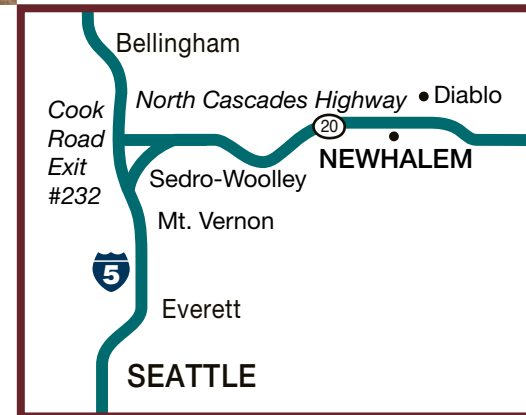 Bellingham
Cook
Road
Exit
#232
North Cascades Highway
Diablo
20
NEWHALEM
Sedro-Woolley
Mt. Vernon
5
Everett
SEATTLE